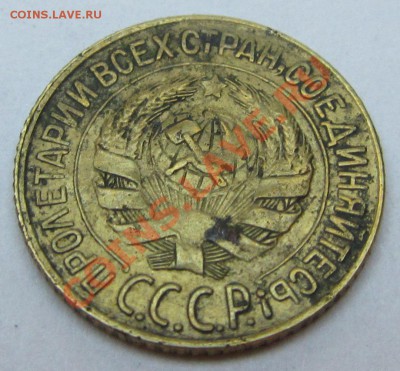 COINS.LAVE.RU
ПРОЛЕТАРИИ ВСЕХ СТРАН, СОЕДИНЯЙТЕСЬ!
С.С.С.Р.
COINS.LAVE.RU